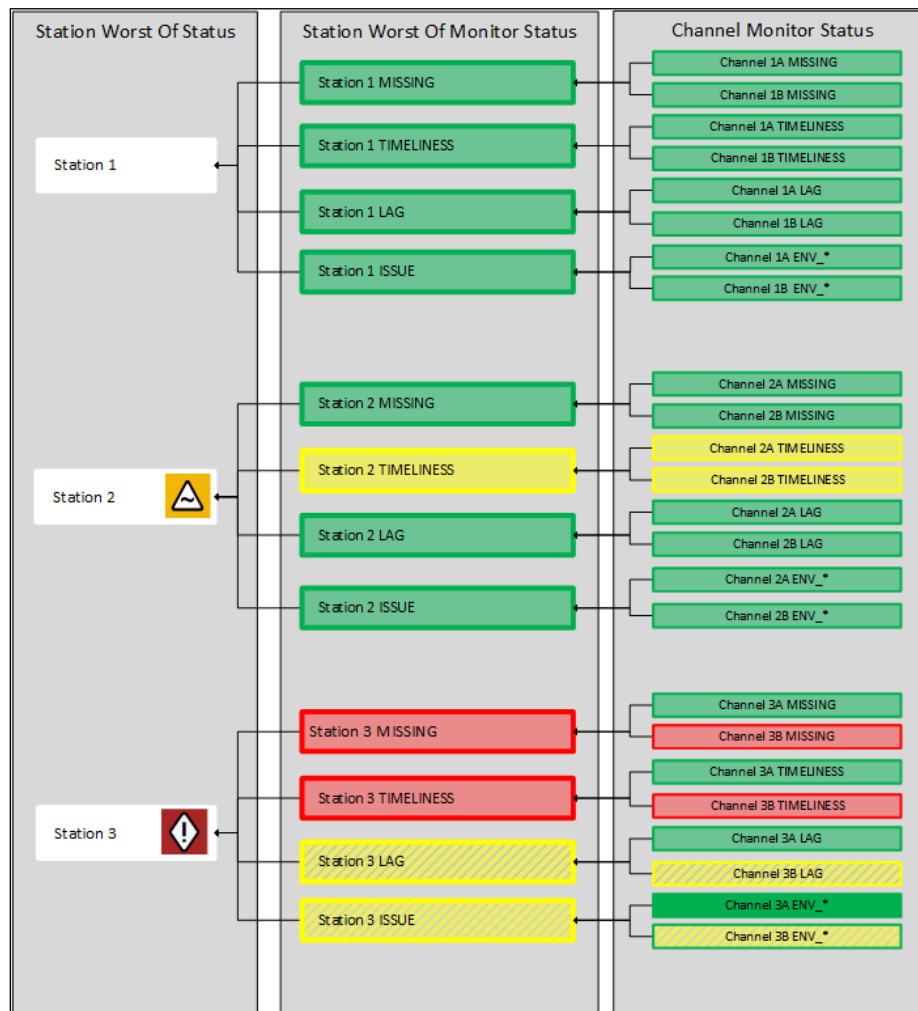 Station Worst Of Status
Station Worst Of Monitor Status
Channel Monitor Status
Station 1
Station 1 MISSING
Station 1 TIMELINESS
Station 1 LAG
Station 1 ISSUE
Channel 1A MISSING
Channel 1B MISSING
Channel 1A TIMELINESS
Channel 1B TIMELINESS
Channel 1A LAG
Channel 1B LAG
Channel 1A ENV_*
Channel 1B ENV_*
Station 2
Station 2 MISSING
Station 2 TIMELINESS
Station 2 LAG
Station 2 ISSUE
Channel 2A MISSING
Channel 2B MISSING
Channel 2A TIMELINESS
Channel 2B TIMELINESS
Channel 2A LAG
Channel 2B LAG
Channel 2A ENV_*
Channel 2B ENV_*
Station 3
Station 3 MISSING
Station 3 TIMELINESS
Station 3 LAG
Station 3 ISSUE
Channel 3A MISSING
Channel 3B MISSING
Channel 3A TIMELINESS
Channel 3B TIMELINESS
Channel 3A LAG
Channel 3B LAG
Channel 3A ENV_*
Channel 3B ENV_*